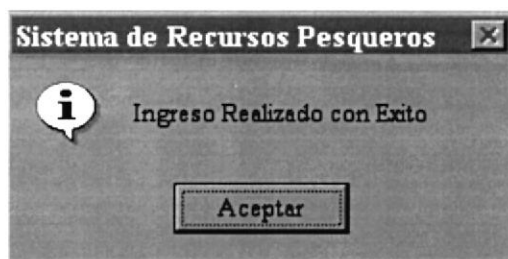 Sistema de Recursos Pesqueros
Ingreso Realizado con Exito
Aceptar